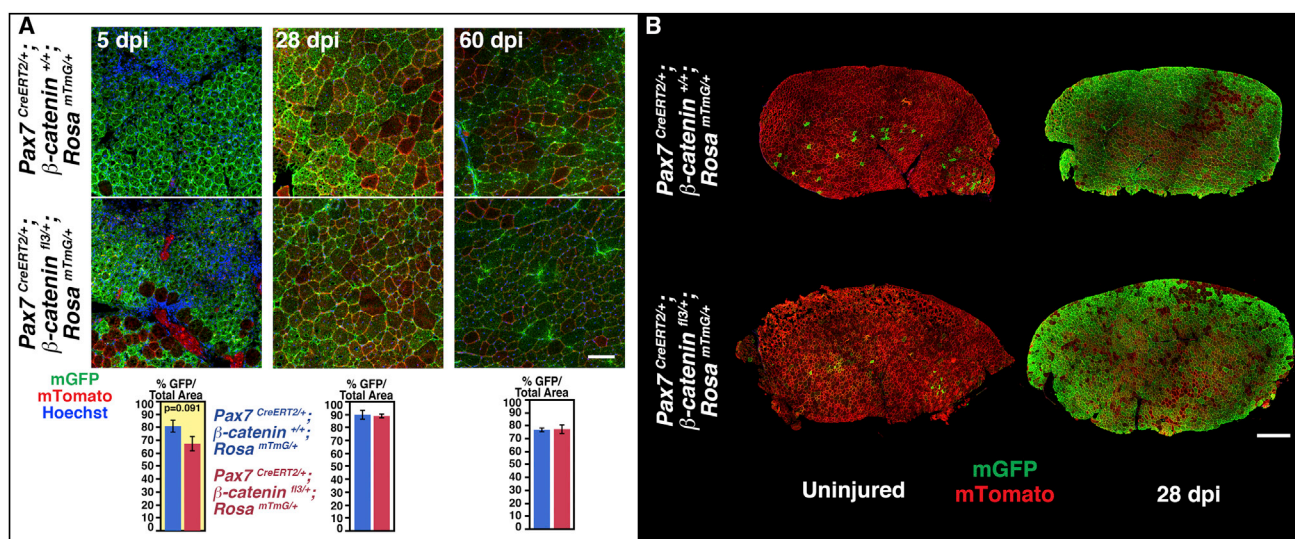 A
5 dpi
28 dpi
60 dpi
Pax7 CreERT2/+;
β-catenin +/+;
Rosa mTmG/+
Pax7 CreERT2/+;
β-catenin fl3/+;
Rosa mTmG/+
mGFP
mTomato
Hoechst
% GFP/
Total Area
p=0.091
100
90
80
70
60
50
40
30
20
10
0
Pax7 CreERT2/+;
β-catenin +/+;
Rosa mTmG/+
Pax7 CreERT2/+;
β-catenin fl3/+;
Rosa mTmG/+
% GFP/
Total Area
100
90
80
70
60
50
40
30
20
10
0
% GFP/
Total Area
100
90
80
70
60
50
40
30
20
10
0
B
Pax7 CreERT2/+;
β-catenin +/+;
Rosa mTmG/+
Pax7 CreERT2/+;
β-catenin fl3/+;
Rosa mTmG/+
Uninjured
mGFP
mTomato
28 dpi